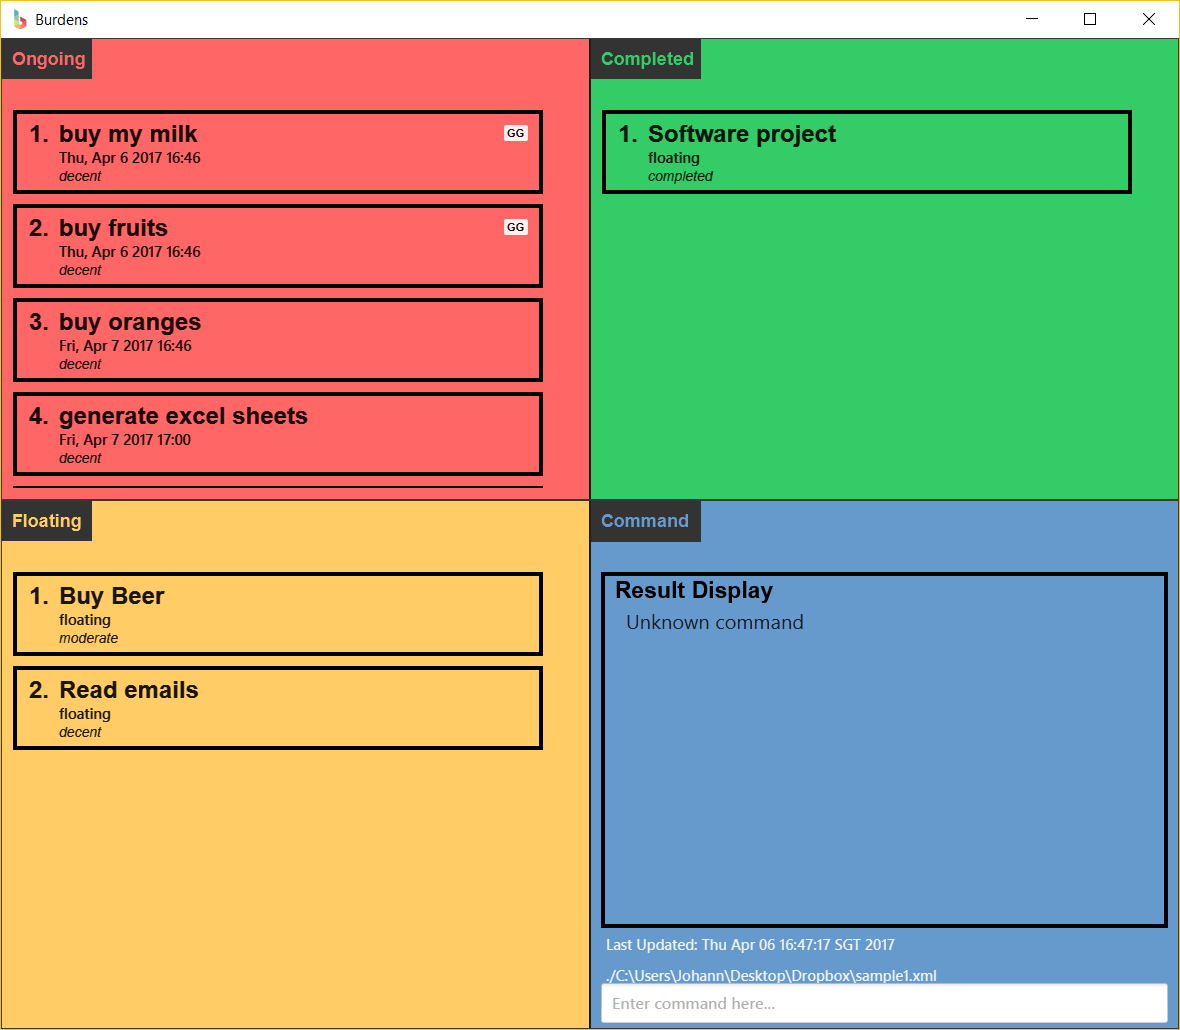 Burdens
Ongoing
1. buy my milk GG
Thu, Apr 6 2017 16:46
decent
2. buy fruits GG
Thu, Apr 6 2017 16:46
decent
3. buy oranges
Fri, Apr 7 2017 16:46
decent
4. generate excel sheets
Fri, Apr 7 2017 17:00
decent
Completed
1. Software project
floating
completed
Floating
1. Buy Beer
floating
moderate
2. Read emails
floating
decent
Command
Result Display
Unknown command
Last Updated: Thu Apr 06 16:47:17 SGT 2017
./C:\Users\Johann\Desktop\Dropbox\sample1.xml
Enter command here...